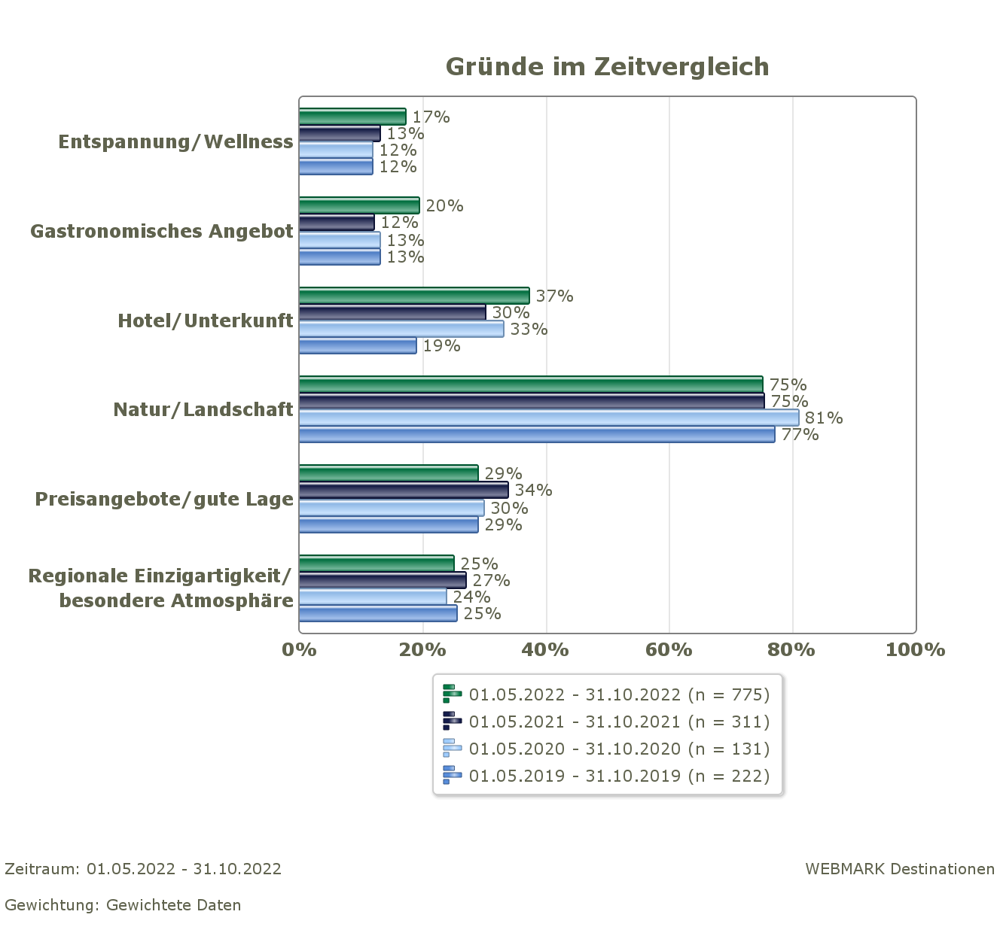 Gründe im Zeitvergleich
Entspannung/Wellness
17%
13%
12%
12%
Gastronomisches Angebot
20%
12%
13%
13%
Hotel/Unterkunft
37%
30%
33%
19%
Natur/Landschaft
75%
75%
81%
77%
Preisangebote/gute Lage
29%
34%
30%
29%
Regionale Einzigartigkeit/
besondere Atmosphäre
25%
27%
24%
25%
0% 20% 40% 60% 80% 100%
01.05.2022 - 31.10.2022 (n = 775)
01.05.2021 - 31.10.2021 (n = 311)
01.05.2020 - 31.10.2020 (n = 131)
01.05.2019 - 31.10.2019 (n = 222)
Zeitraum: 01.05.2022 - 31.10.2022
WEBMARK Destinationen
Gewichtung: Gewichtete Daten